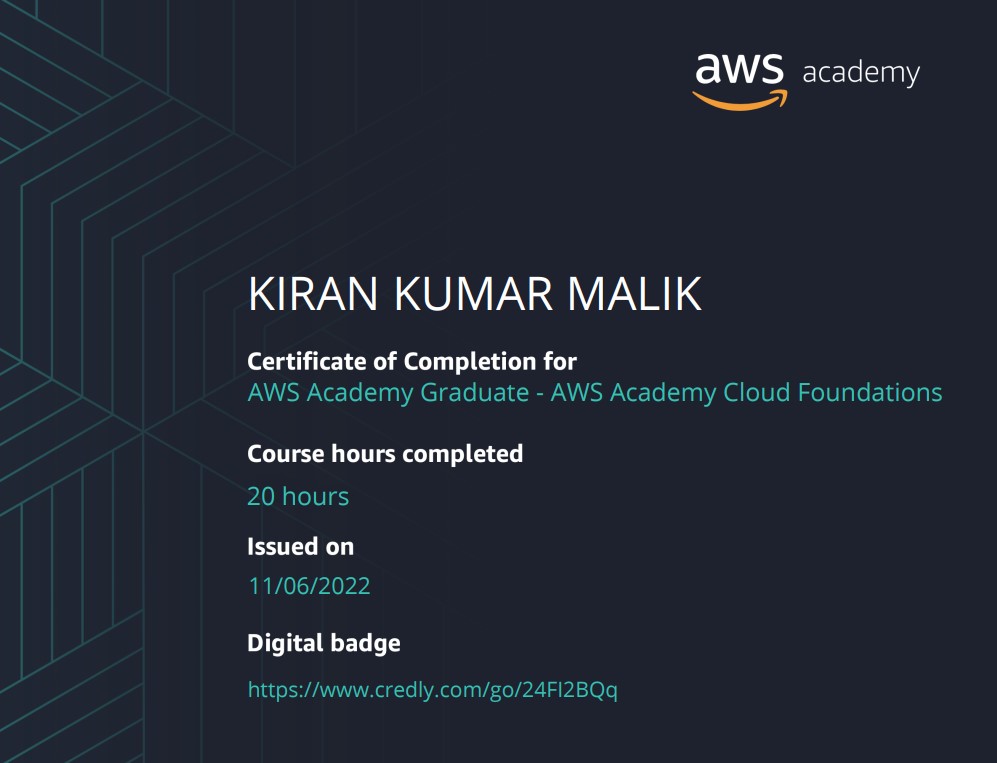 aws academy
KIRAN KUMAR MALIK
Certificate of Completion for
AWS Academy Graduate - AWS Academy Cloud Foundations
Course hours completed
20 hours
Issued on
11/06/2022
Digital badge
https://www.credly.com/go/24FI2BQq